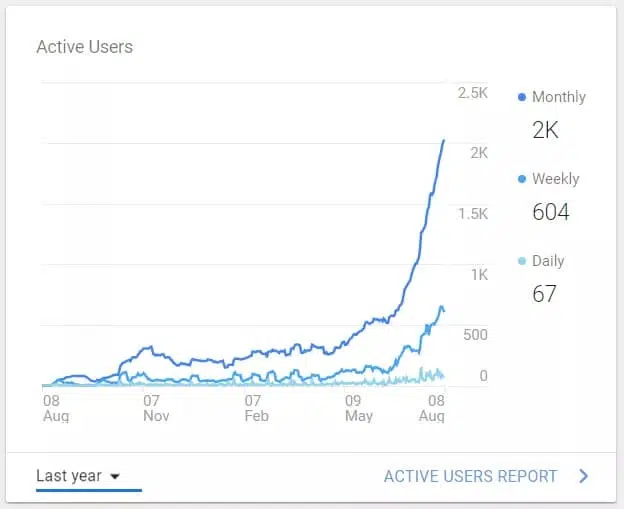 Active Users
2.5K
2K
1.5K
1K
500
0
08 Aug
07 Nov
07 Feb
09 May
08 Aug
Monthly
2K
Weekly
604
Daily
67
Last year
ACTIVE USERS REPORT